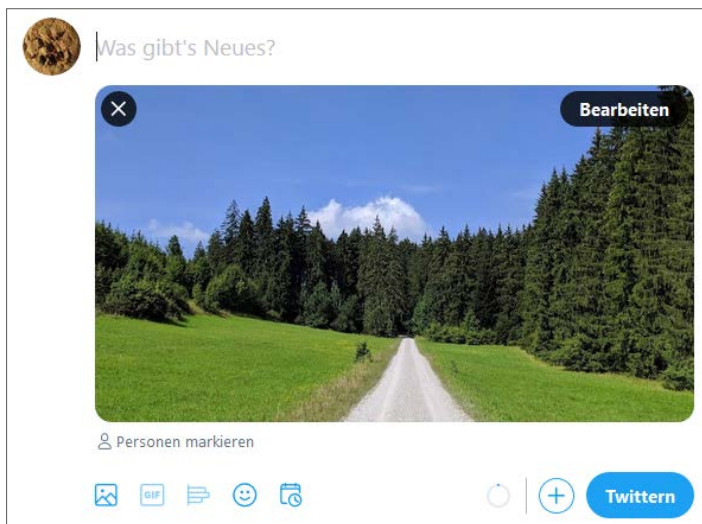 Was gibt's Neues?
Bearbeiten
Personen markieren
GIF
Twittern